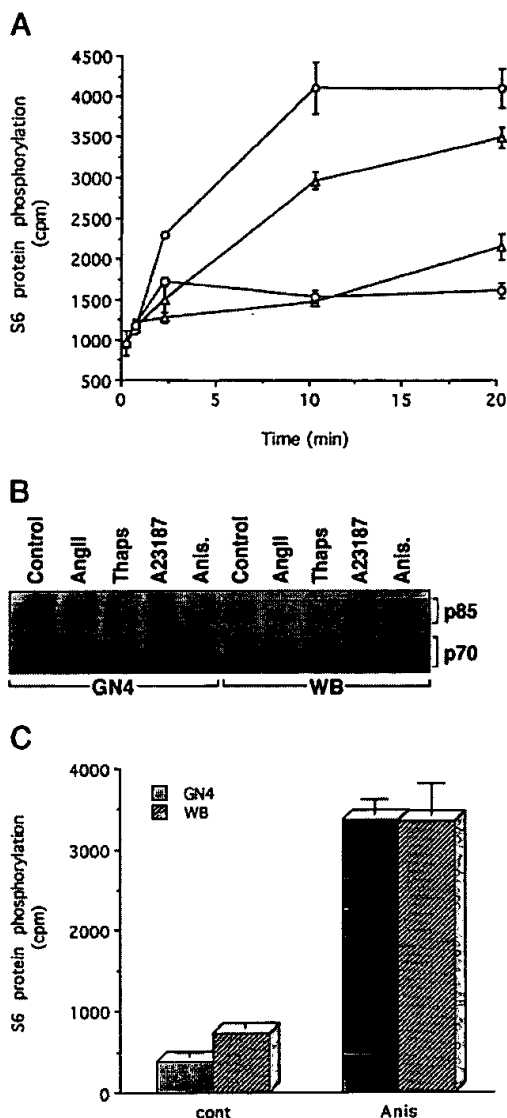 A
S6 protein phosphorylation
(cpm)
4500
4000
3500
3000
2500
2000
1500
1000
500
0 5 10 15 20
Time (min)
B
Control AngII Thaps A23187 Anis. Control AngII Thaps A23187 Anis.
p85
p70
GN4 WB
C
S6 protein phosphorylation
(cpm)
4000
3000
2000
1000
0
GN4
WB
cont Anis